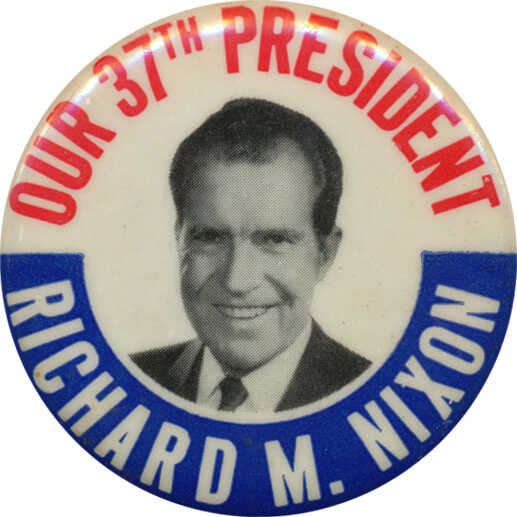 OUR 37TH PRESIDENT
RICHARD M. NIXON